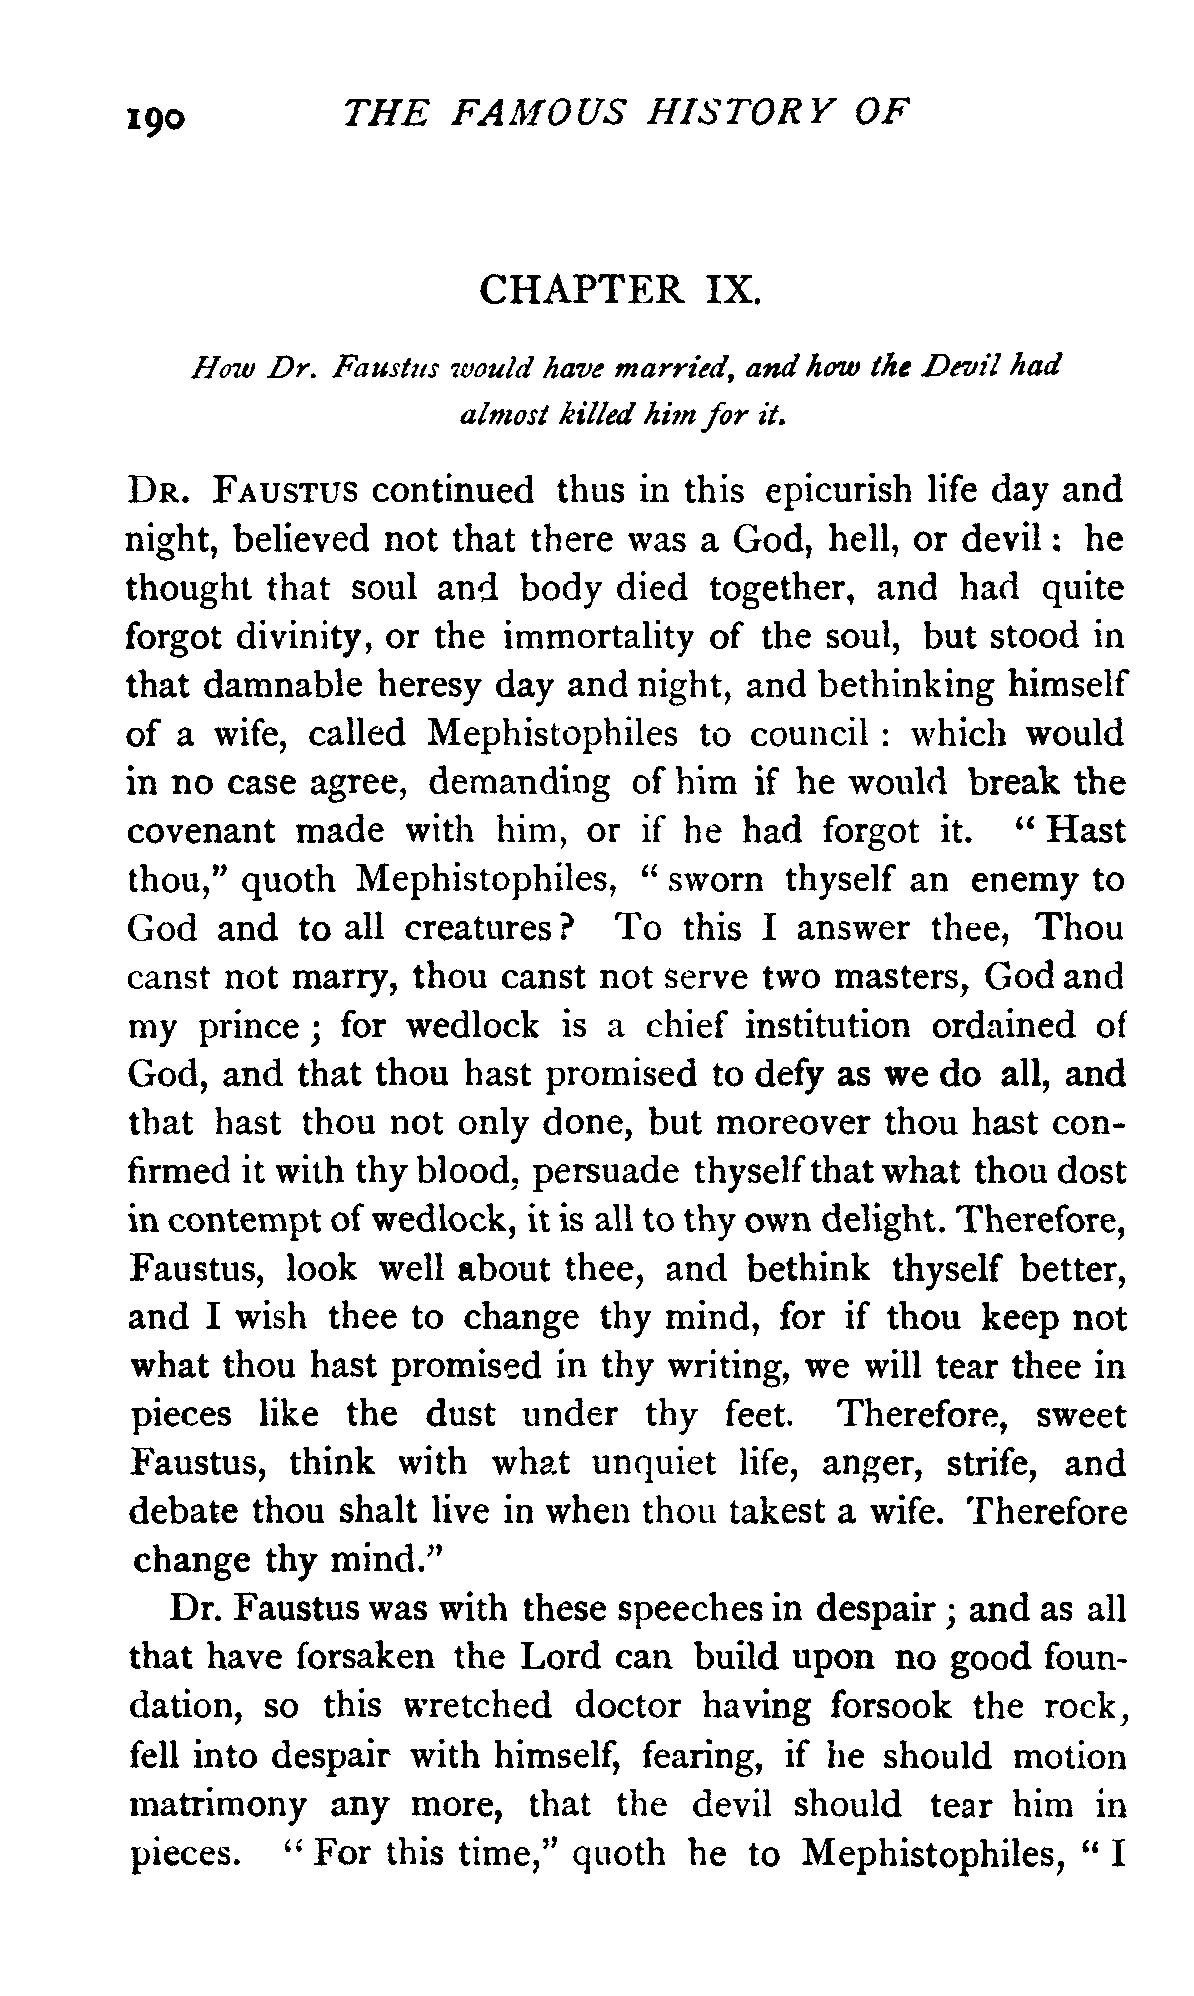 190 THE FAMOUS HISTORY OF
CHAPTER IX.
How Dr. Faustus would have married, and how the Devil had
almost killed him for it.
DR. FAUSTUS continued thus in this epicurish life day and
night, believed not that there was a God, hell, or devil : he
thought that soul and body died together, and had quite
forgot divinity, or the immortality of the soul, but stood in
that damnable heresy day and night, and bethinking himself
of a wife, called Mephistophiles to council : which would
in no case agree, demanding of him if he would break the
covenant made with him, or if he had forgot it. “ Hast
thou,” quoth Mephistophiles, “ sworn thyself an enemy to
God and to all creatures ? To this I answer thee, Thou
canst not marry, thou canst not serve two masters, God and
my prince ; for wedlock is a chief institution ordained of
God, and that thou hast promised to defy as we do all, and
that hast thou not only done, but moreover thou hast con-
firmed it with thy blood, persuade thyself that what thou dost
in contempt of wedlock, it is all to thy own delight. Therefore,
Faustus, look well about thee, and bethink thyself better,
and I wish thee to change thy mind, for if thou keep not
what thou hast promised in thy writing, we will tear thee in
pieces like the dust under thy feet. Therefore, sweet
Faustus, think with what unquiet life, anger, strife, and
debate thou shalt live in when thou takest a wife. Therefore
change thy mind.”
Dr. Faustus was with these speeches in despair ; and as all
that have forsaken the Lord can build upon no good foun-
dation, so this wretched doctor having forsook the rock,
fell into despair with himself, fearing, if he should motion
matrimony any more, that the devil should tear him in
pieces. “ For this time,” quoth he to Mephistophiles, “ I